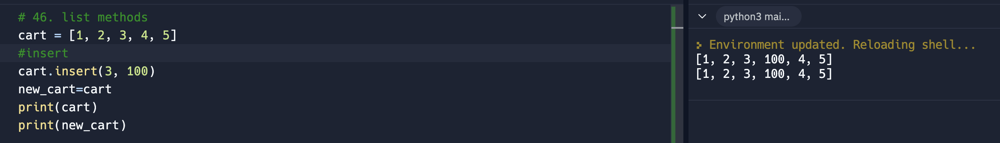 # 46. list methods
cart = [1, 2, 3, 4, 5]
#insert
cart.insert(3, 100)
new_cart=cart
print(cart)
print(new_cart)
python3 mai...
Environment updated. Reloading shell...
[1, 2, 3, 100, 4, 5]
[1, 2, 3, 100, 4, 5]